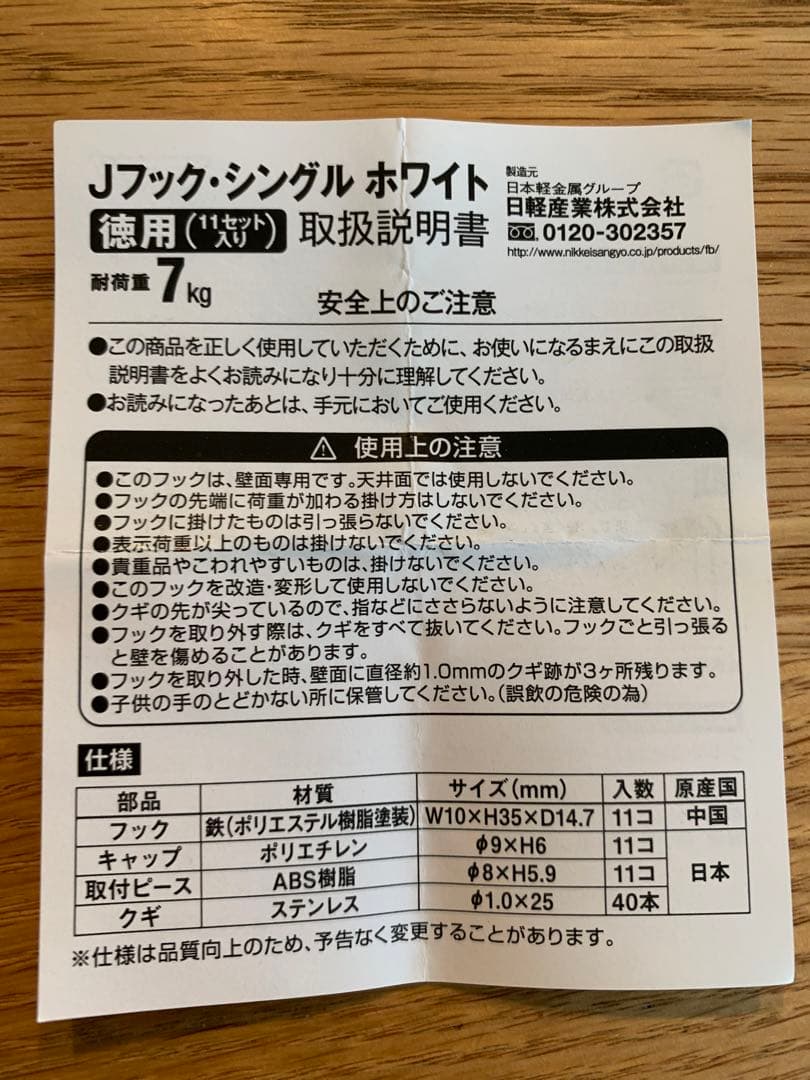 Jフック・シングル ホワイト
徳用(11セット入り) 取扱説明書
耐荷重 7kg
製造元
日本軽金属グループ
日軽産業株式会社
0120-302357
http://www.nikkeisangyo.co.jp/products/fb/
安全上のご注意
●この商品を正しく使用していただくために、お使いになるまえにこの取扱
説明書をよくお読みになり十分に理解してください。
●お読みになったあとは、手元においてご使用ください。
⚠ 使用上の注意
●このフックは、壁面専用です。天井面では使用しないでください。
●フックの先端に荷重が加わる掛け方はしないでください。
●フックに掛けたものは引っ張らないでください。
●表示荷重以上のものは掛けないでください。
●貴重品やこわれやすいものは、掛けないでください。
●このフックを改造・変形して使用しないでください。
●クギの先が尖っているので、指などにささらないように注意してください。
●フックを取り外す際は、クギをすべて抜いてください。フックごと引っ張る
と壁を傷めることがあります。
●フックを取り外した時、壁面に直径約1.0mmのクギ跡が3ヶ所残ります。
●子供の手のとどかない所に保管してください。(誤飲の危険の為)
仕様
部品 材質 サイズ(mm) 入数 原産国
フック 鉄(ポリエステル樹脂塗装) W10×H35×D14.7 11コ 中国
キャップ ポリエチレン φ9×H6 11コ
取付ピース ABS樹脂 φ8×H5.9 11コ 日本
クギ ステンレス φ1.0×25 40本
※仕様は品質向上のため、予告なく変更することがあります。